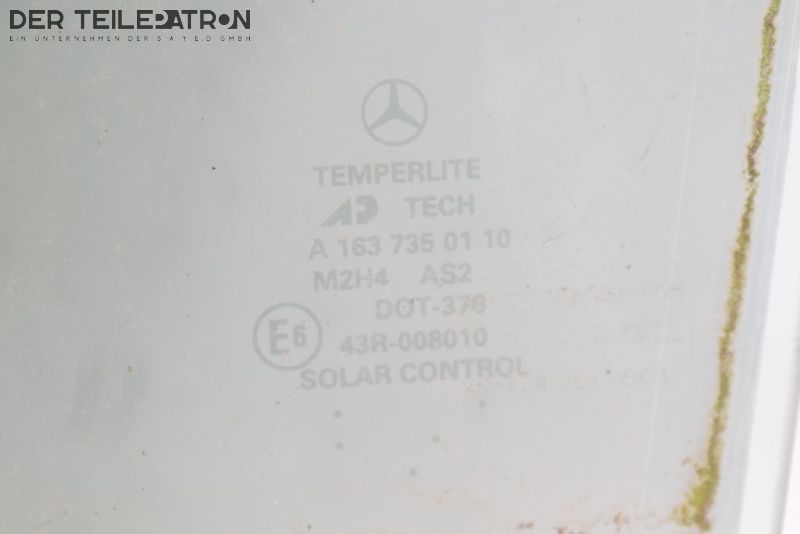 DER TEILEPATRON
EIN UNTERNEHMEN DER S A Y E.D GMBH
TEMPERLITE
AP TECH
A 163 735 01 10
M2H4 AS2
DOT-376
E6 43R-008010
SOLAR CONTROL